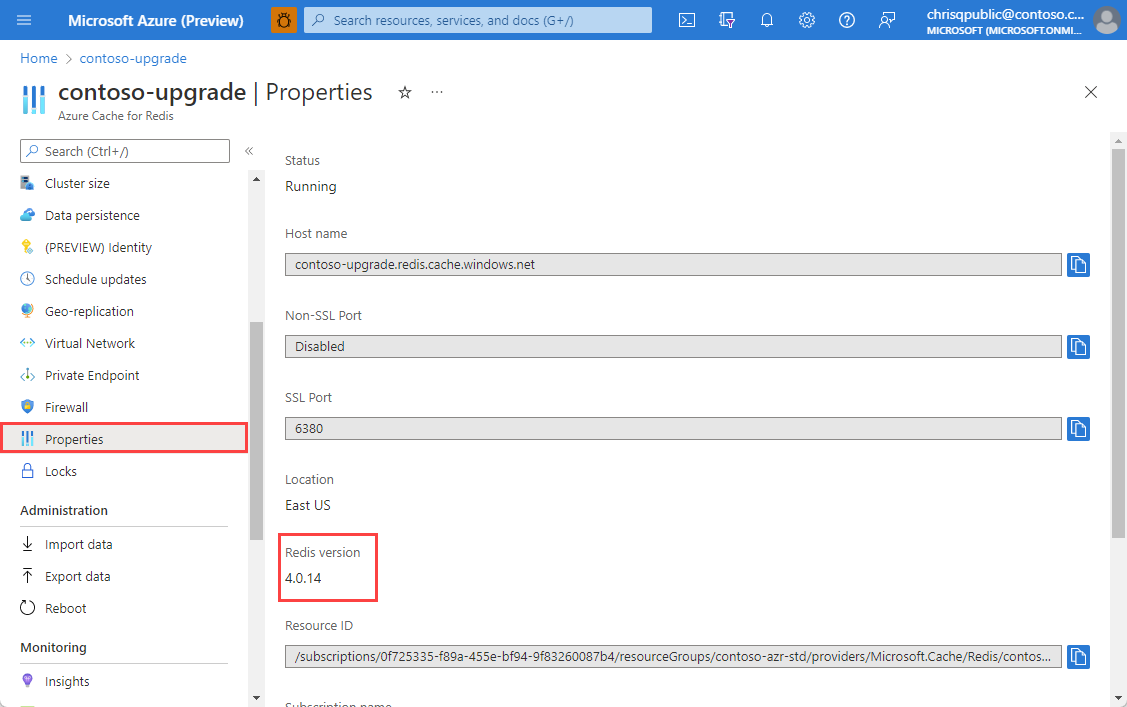 Microsoft Azure (Preview)
Search resources, services, and docs (G+/)
chrisqpublic@contoso.c...
MICROSOFT (MICROSOFT.ONMI...
Home > contoso-upgrade
contoso-upgrade | Properties
...
Azure Cache for Redis
Search (Ctrl+/)
«
Cluster size
Data persistence
(PREVIEW) Identity
Schedule updates
Geo-replication
Virtual Network
Private Endpoint
Firewall
Properties
Locks
Administration
Import data
Export data
Reboot
Monitoring
Insights
Status
Running
Host name
contoso-upgrade.redis.cache.windows.net
Non-SSL Port
Disabled
SSL Port
6380
Location
East US
Redis version
4.0.14
Resource ID
/subscriptions/0f725335-f89a-455e-bf94-9f83260087b4/resourceGroups/contoso-azr-std/providers/Microsoft.Cache/Redis/contos...
Subscription name